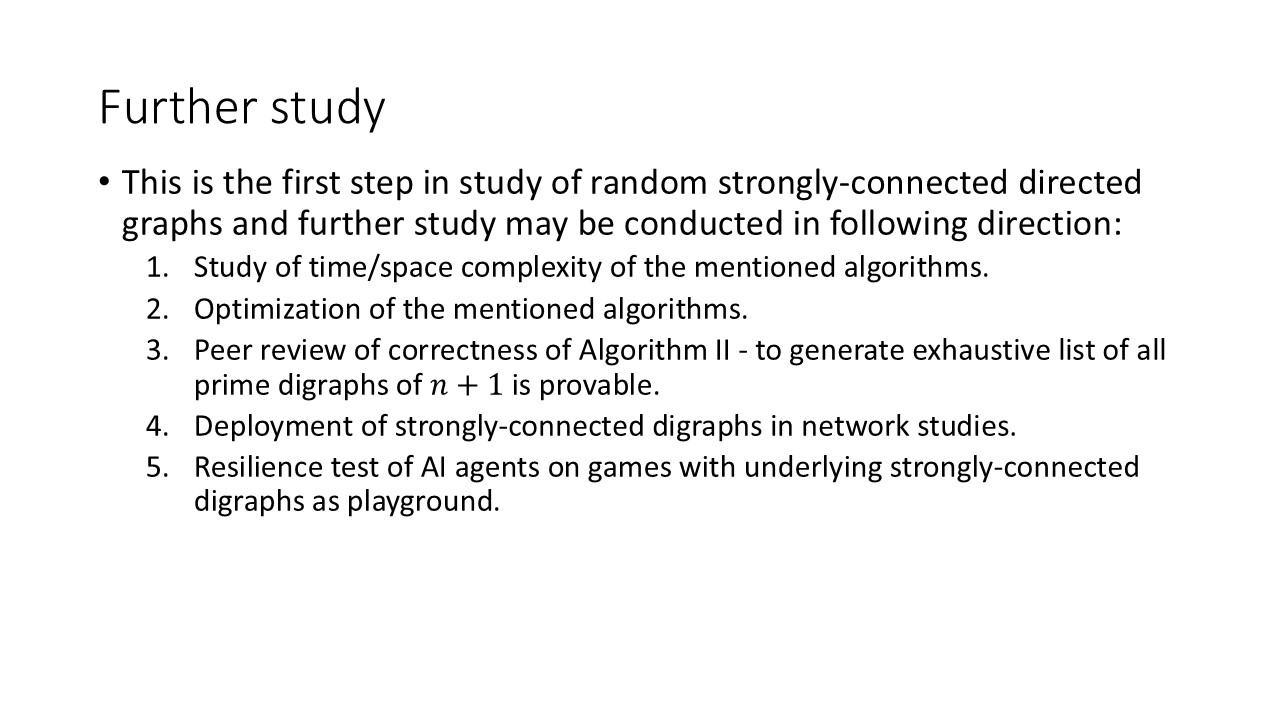 Further study
• This is the first step in study of random strongly-connected directed
graphs and further study may be conducted in following direction:
1. Study of time/space complexity of the mentioned algorithms.
2. Optimization of the mentioned algorithms.
3. Peer review of correctness of Algorithm II - to generate exhaustive list of all
prime digraphs of 𝑛 + 1 is provable.
4. Deployment of strongly-connected digraphs in network studies.
5. Resilience test of AI agents on games with underlying strongly-connected
digraphs as playground.